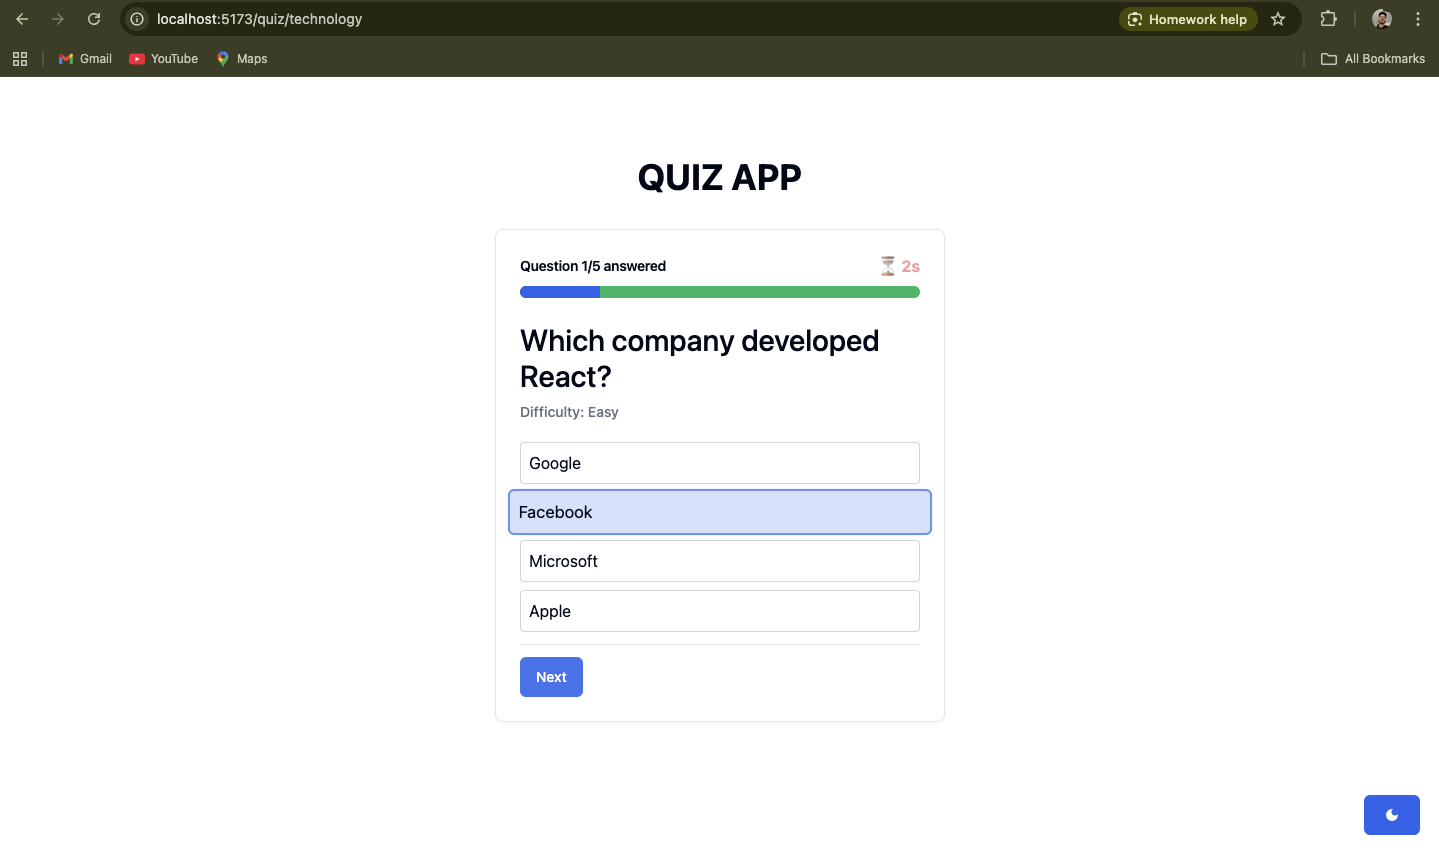 localhost:5173/quiz/technology
Homework help
Gmail
YouTube
Maps
All Bookmarks
QUIZ APP
Question 1/5 answered
⏳ 2s
Which company developed
React?
Difficulty: Easy
Google
Facebook
Microsoft
Apple
Next